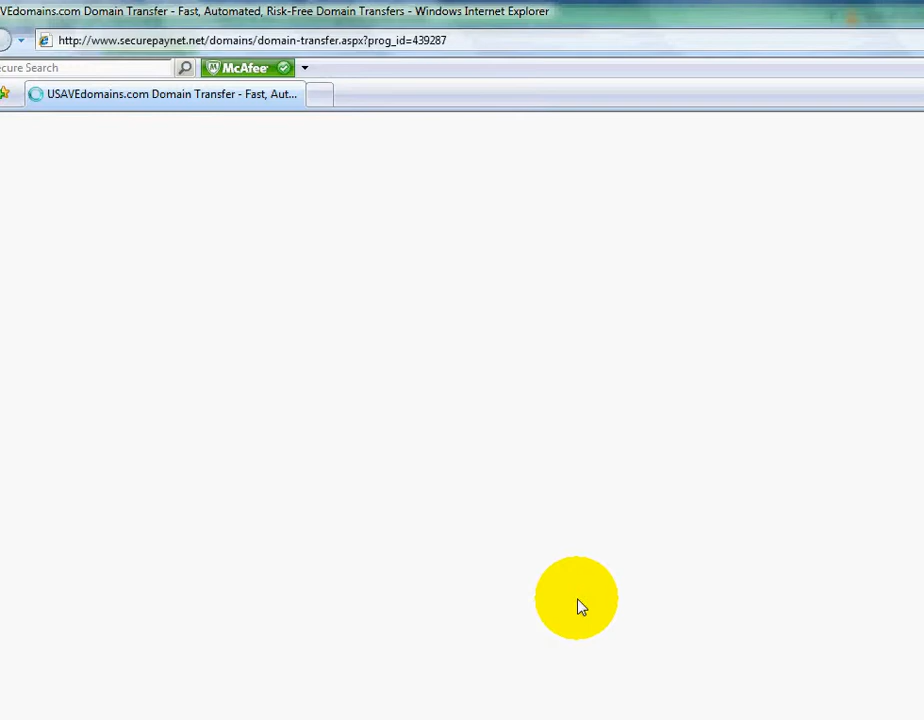 VEdomains.com Domain Transfer - Fast, Automated, Risk-Free Domain Transfers - Windows Internet Explorer
http://www.securepaynet.net/domains/domain-transfer.aspx?prog_id=439287
cure Search McAfee
USAVEdomains.com Domain Transfer - Fast, Aut...